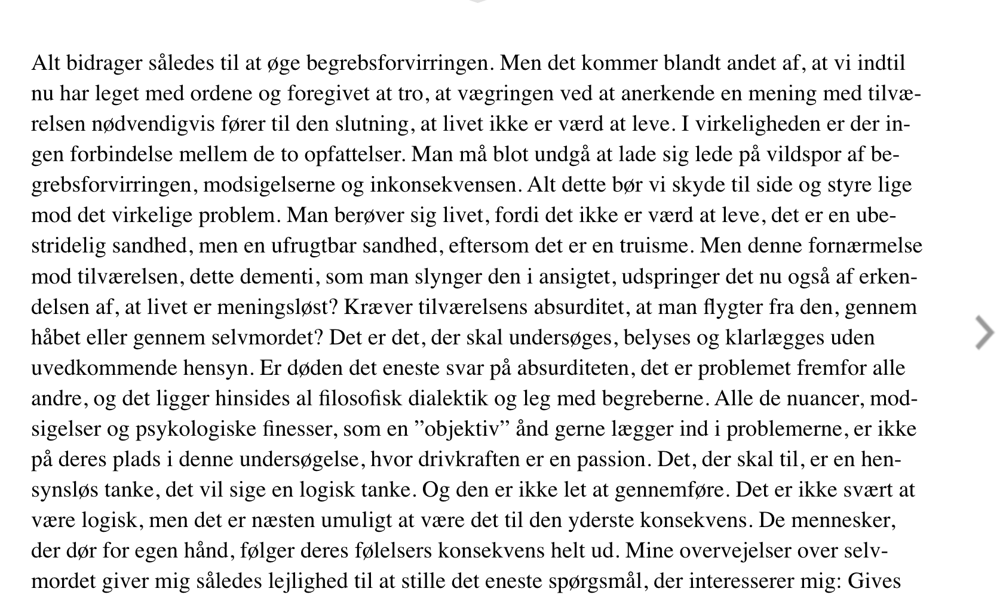 Alt bidrager således til at øge begrebsforvirringen. Men det kommer blandt andet af, at vi indtil
nu har leget med ordene og foregivet at tro, at vægringen ved at anerkende en mening med tilvæ-
relsen nødvendigvis fører til den slutning, at livet ikke er værd at leve. I virkeligheden er der in-
gen forbindelse mellem de to opfattelser. Man må blot undgå at lade sig lede på vildspor af be-
grebsforvirringen, modsigelserne og inkonsekvensen. Alt dette bør vi skyde til side og styre lige
mod det virkelige problem. Man berøver sig livet, fordi det ikke er værd at leve, det er en ube-
stridelig sandhed, men en ufrugtbar sandhed, eftersom det er en truisme. Men denne fornærmelse
mod tilværelsen, dette dementi, som man slynger den i ansigtet, udspringer det nu også af erken-
delsen af, at livet er meningsløst? Kræver tilværelsens absurditet, at man flygter fra den, gennem
håbet eller gennem selvmordet? Det er det, der skal undersøges, belyses og klarlægges uden
uvedkommende hensyn. Er døden det eneste svar på absurditeten, det er problemet fremfor alle
andre, og det ligger hinsides al filosofisk dialektik og leg med begreberne. Alle de nuancer, mod-
sigelser og psykologiske finesser, som en ”objektiv” ånd gerne lægger ind i problemerne, er ikke
på deres plads i denne undersøgelse, hvor drivkraften er en passion. Det, der skal til, er en hen-
synsløs tanke, det vil sige en logisk tanke. Og den er ikke let at gennemføre. Det er ikke svært at
være logisk, men det er næsten umuligt at være det til den yderste konsekvens. De mennesker,
der dør for egen hånd, følger deres følelsers konsekvens helt ud. Mine overvejelser over selv-
mordet giver mig således lejlighed til at stille det eneste spørgsmål, der interesserer mig: Gives